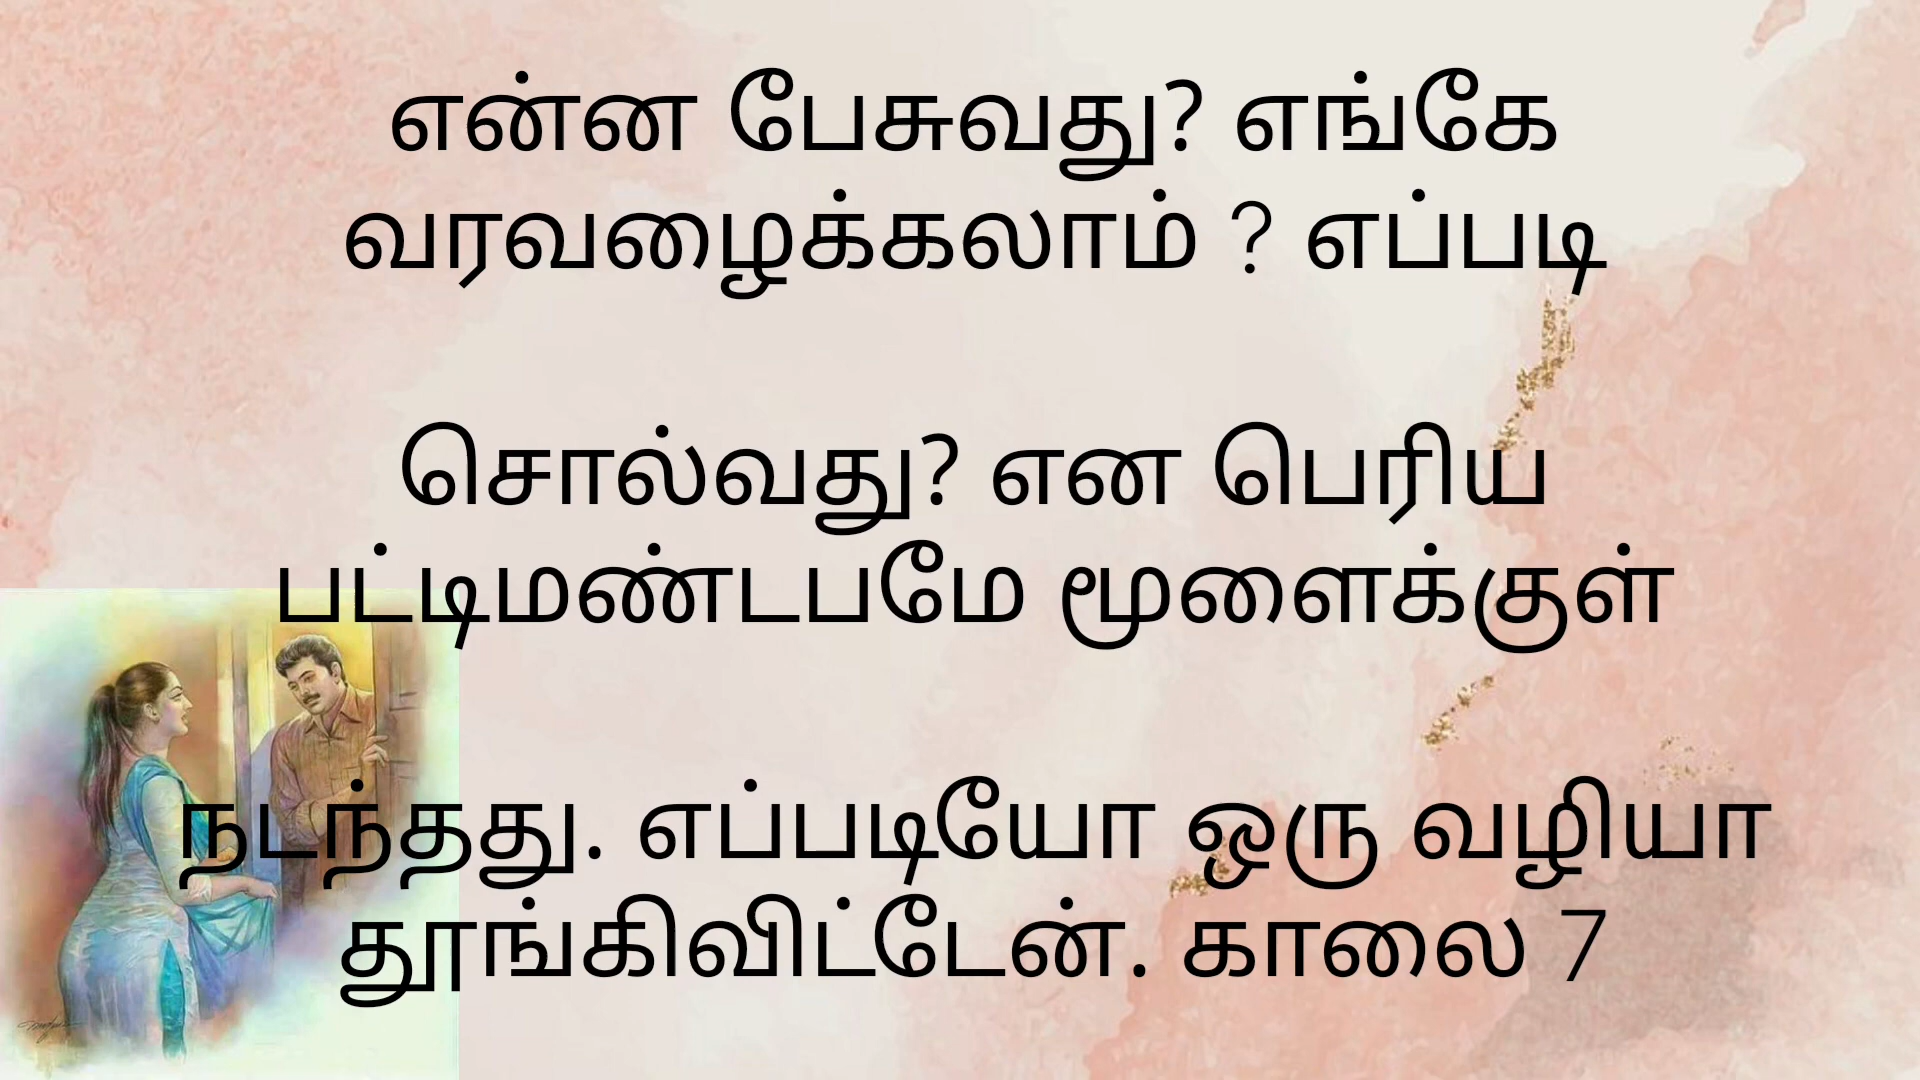 என்ன பேசுவது? எங்கே
வரவழைக்கலாம் ? எப்படி
சொல்வது? என பெரிய
பட்டிமண்டபமே மூளைக்குள்
நடந்தது. எப்படியோ ஒரு வழியா
தூங்கிவிட்டேன். காலை 7